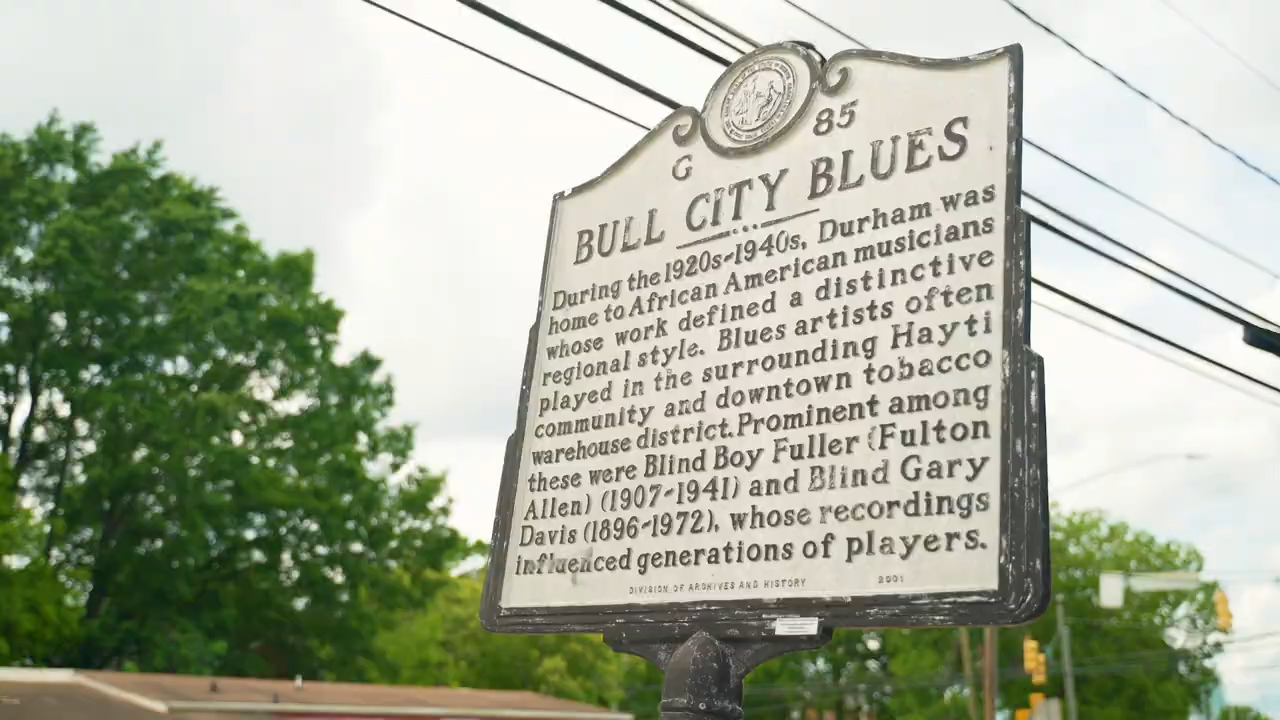 G 85
BULL CITY BLUES
During the 1920s-1940s, Durham was
home to African American musicians
whose work defined a distinctive
regional style. Blues artists often
played in the surrounding Hayti
community and downtown tobacco
warehouse district. Prominent among
these were Blind Boy Fuller (Fulton
Allen) (1907-1941) and Blind Gary
Davis (1896-1972), whose recordings
influenced generations of players.
DIVISION OF ARCHIVES AND HISTORY 2001